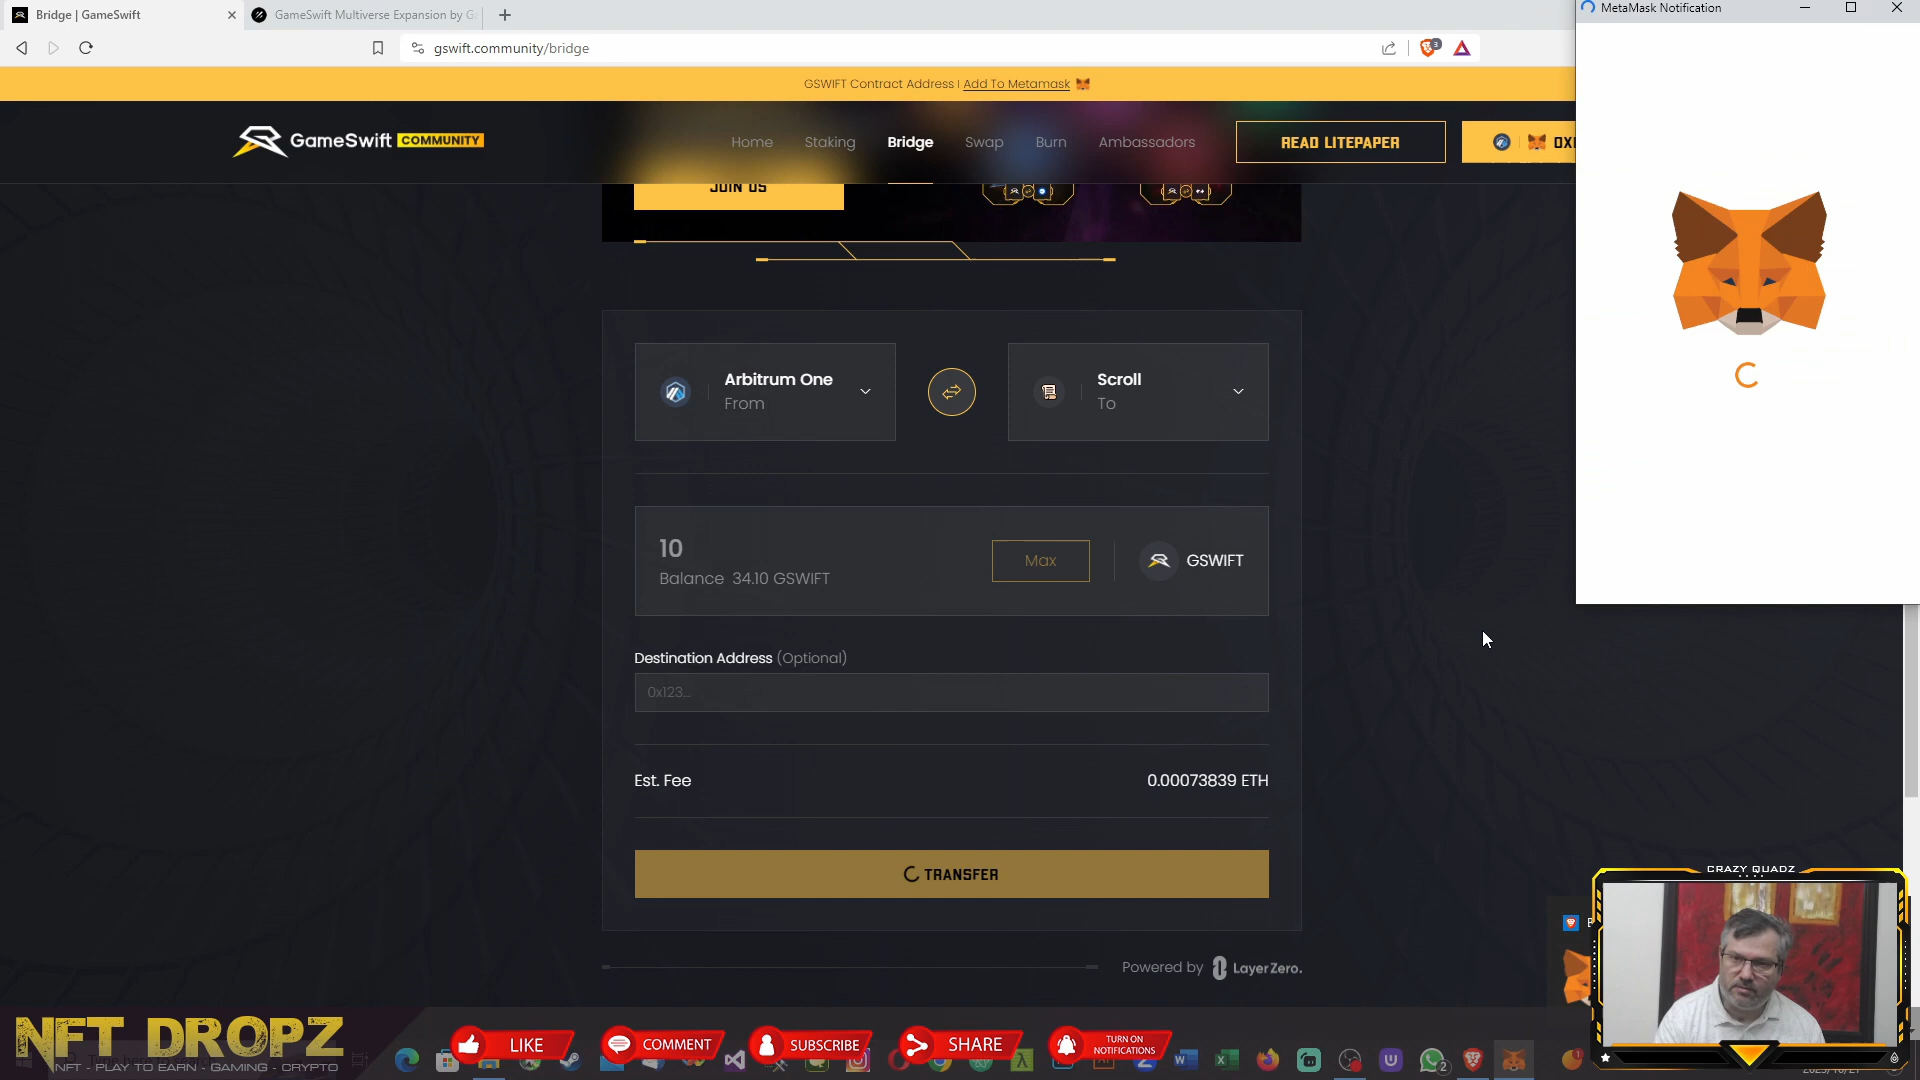 Bridge | GameSwift
GameSwift Multiverse Expansion by G
MetaMask Notification
gswift.community/bridge
3
GSWIFT Contract Address | Add To Metamask
GameSwift COMMUNITY
Home
Staking
Bridge
Swap
Burn
Ambassadors
READ LITEPAPER
JOIN US
Arbitrum One
From
Scroll
To
10
Balance 34.10 GSWIFT
Max
GSWIFT
Destination Address (Optional)
0x123...
Est. Fee
0.00073839 ETH
TRANSFER
Powered by LayerZero.
CRAZY QUADZ
NFT DROPZ
NFT - PLAY TO EARN - GAMING - CRYPTO
LIKE
COMMENT
SUBSCRIBE
SHARE
TURN ON
NOTIFICATIONS